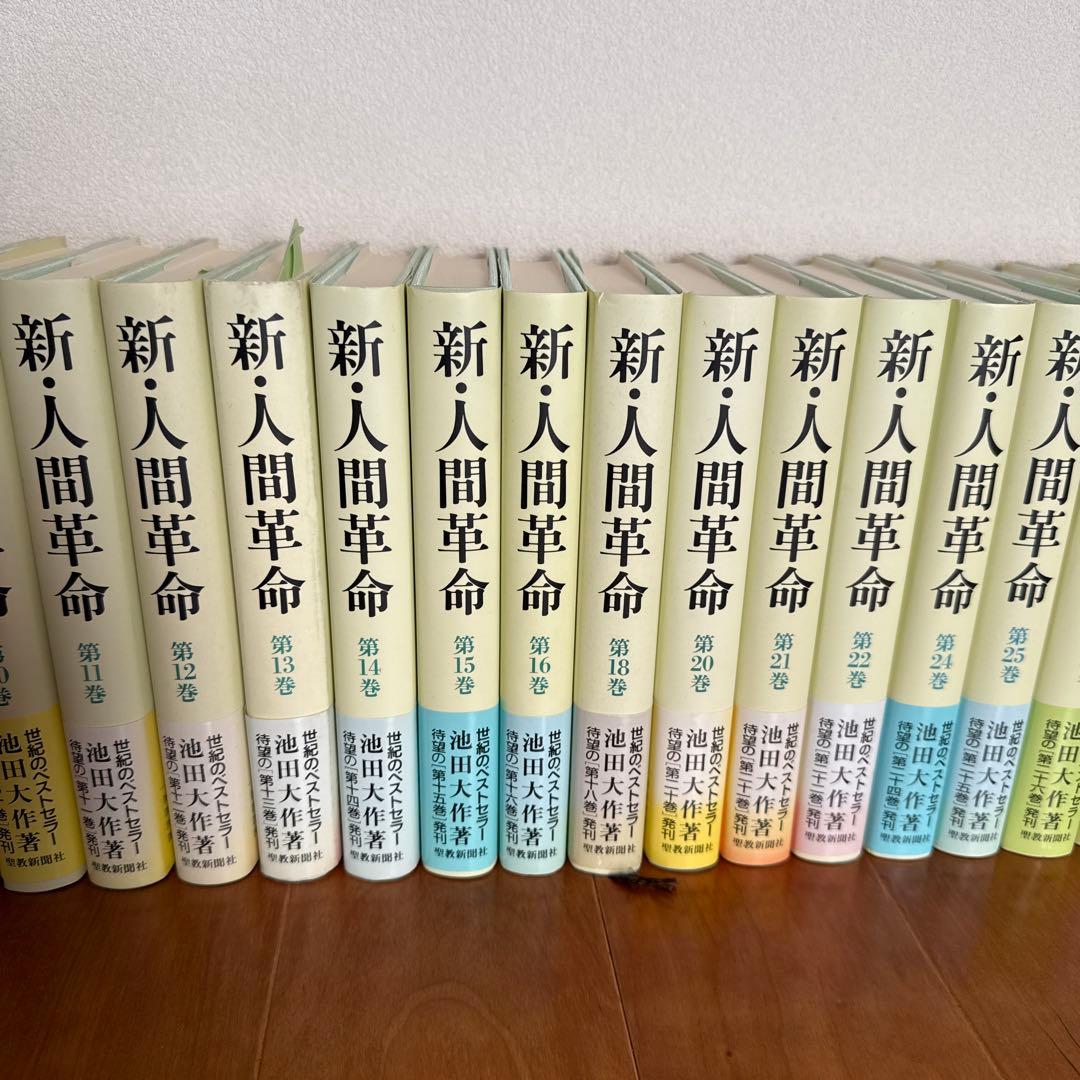 命
0巻
池田大作
新・人間革命
第11巻
世紀のベストセラー
待望の「第十一巻」発刊
池田大作著
聖教新聞社
新・人間革命
第12巻
世紀のベストセラー
待望の「第十二巻」発刊
池田大作著
聖教新聞社
新・人間革命
第13巻
世紀のベストセラー
待望の「第十三巻」発刊
池田大作著
聖教新聞社
新・人間革命
第14巻
世紀のベストセラー
待望の「第十四巻」発刊
池田大作著
聖教新聞社
新・人間革命
第15巻
世紀のベストセラー
待望の「第十五巻」発刊
池田大作著
聖教新聞社
新・人間革命
第16巻
世紀のベストセラー
待望の「第十六巻」発刊
池田大作著
聖教新聞社
新・人間革命
第18巻
世紀のベストセラー
待望の「第十八巻」発刊
池田大作著
聖教新聞社
新・人間革命
第20巻
世紀のベストセラー
待望の「第二十巻」発刊
池田大作著
聖教新聞社
新・人間革命
第21巻
世紀のベストセラー
待望の「第二十一巻」発刊
池田大作著
聖教新聞社
新・人間革命
第22巻
世紀のベストセラー
待望の「第二十二巻」発刊
池田大作著
聖教新聞社
新・人間革命
第24巻
世紀のベストセラー
待望の「第二十四巻」発刊
池田大作著
聖教新聞社
新・人間革命
第25巻
世紀のベストセラー
待望の「第二十五巻」発刊
池田大作著
聖教新聞社
新・人間革命
待望の「第二十六巻」発刊
池田大作著